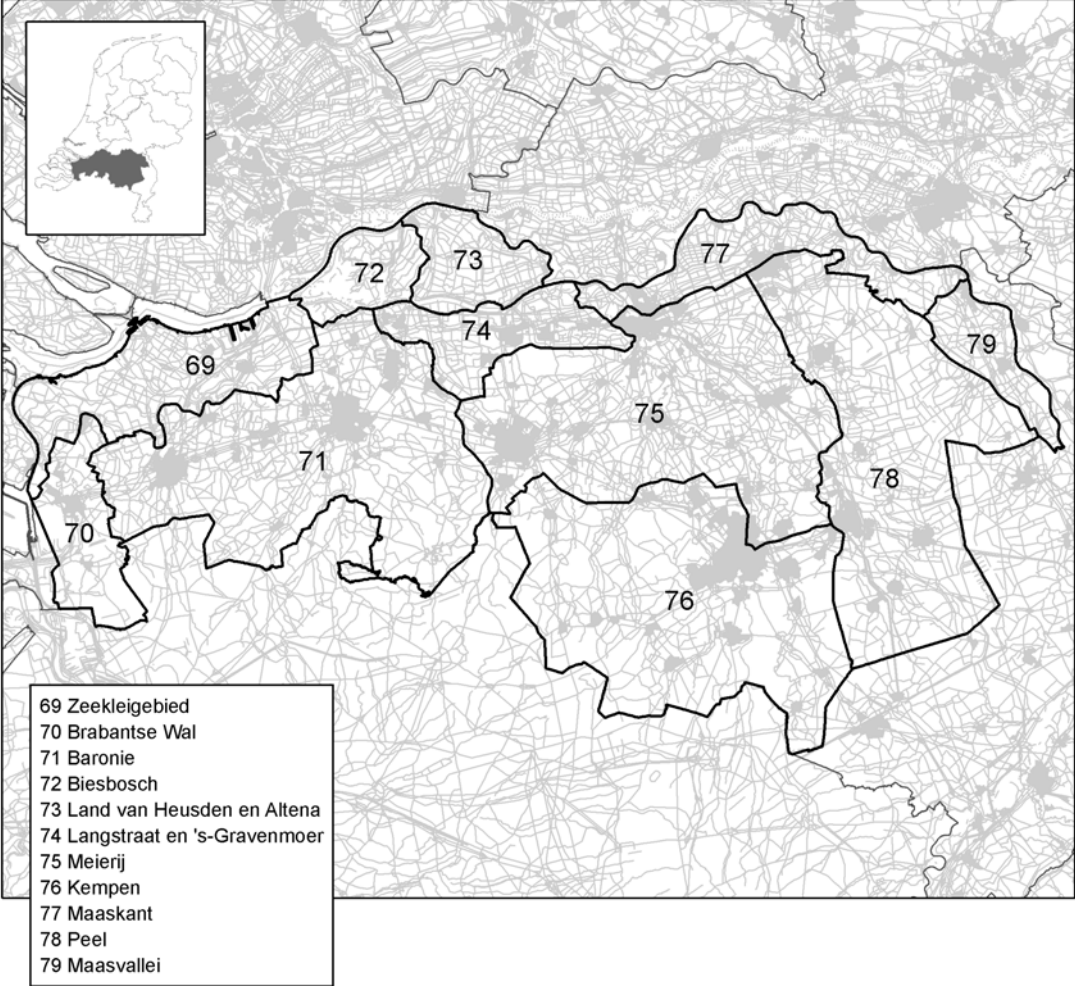 77
73
72
74
79
69
75
71
78
70
76
69 Zeekleigebied
70 Brabantse Wal
71 Baronie
72 Biesbosch
73 Land van Heusden en Altena
74 Langstraat en 's-Gravenmoer
75 Meierij
76 Kempen
77 Maaskant
78 Peel
79 Maasvallei